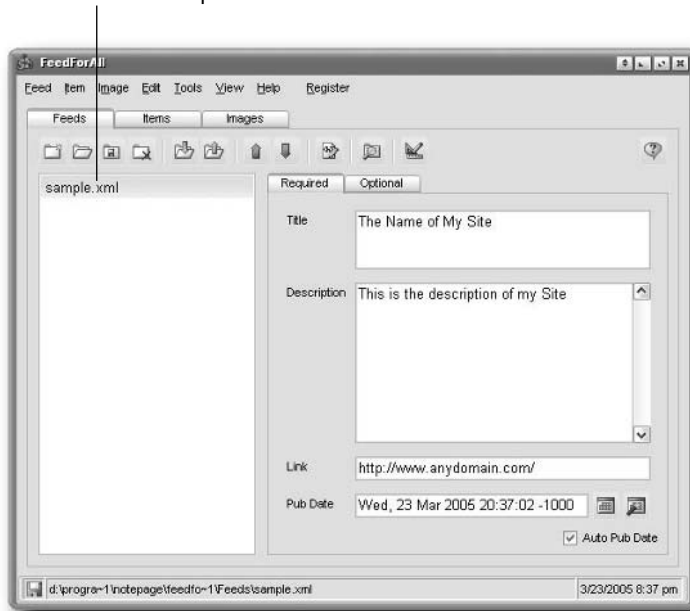 FeedForAll
Feed Item Image Edit Tools View Help Register
Feeds Items Images
sample.xml
Required Optional
Title The Name of My Site
Description This is the description of my Site
Link http://www.anydomain.com/
Pub Date Wed, 23 Mar 2005 20:37:02 -1000
Auto Pub Date
d:\progra~1\notepage\feedfo~1\Feeds\sample.xml 3/23/2005 8:37 pm